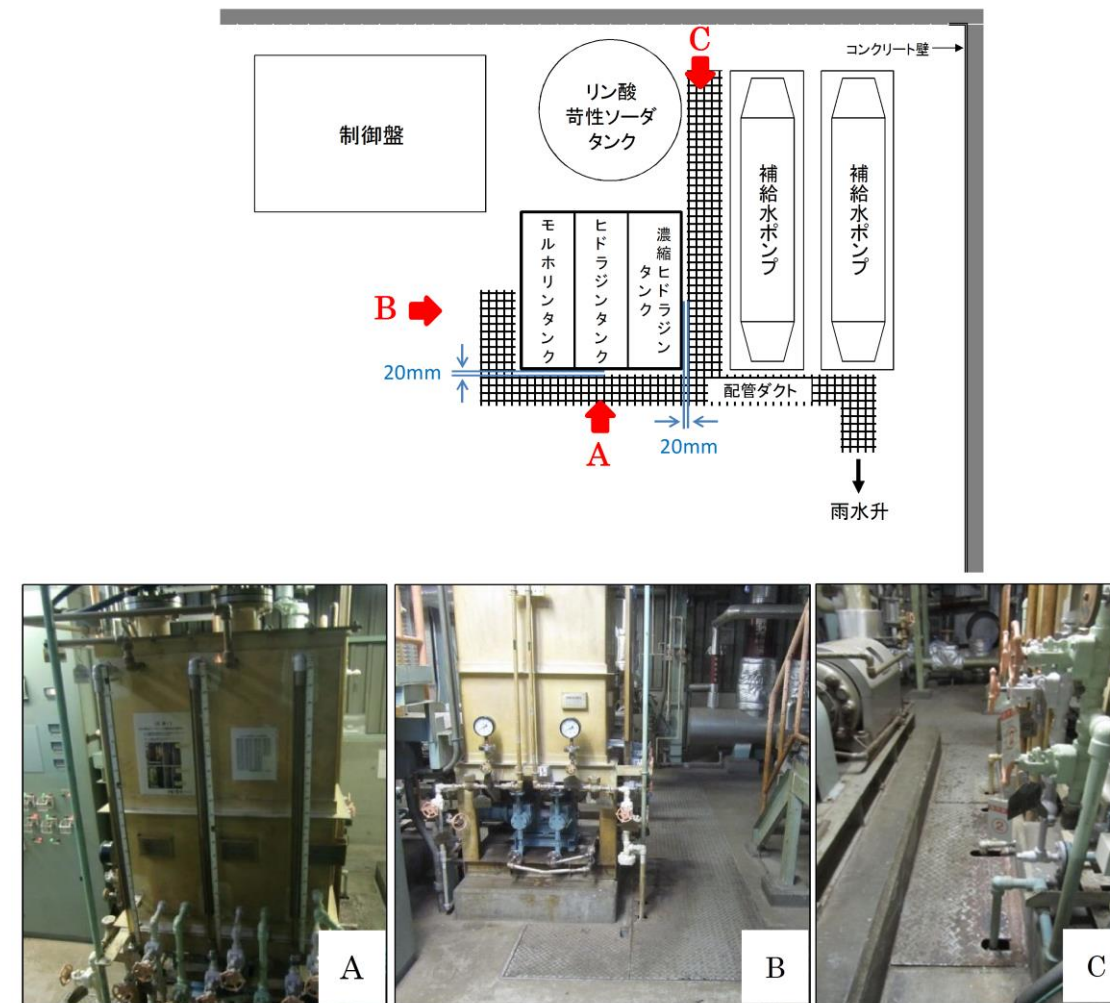 C
コンクリート壁
制御盤
リン酸
苛性ソーダ
タンク
補給水ポンプ
補給水ポンプ
モルホリンタンク
ヒドラジンタンク
濃縮ヒドラジン
タンク
B
20mm
配管ダクト
A
20mm
雨水升
A
B
C